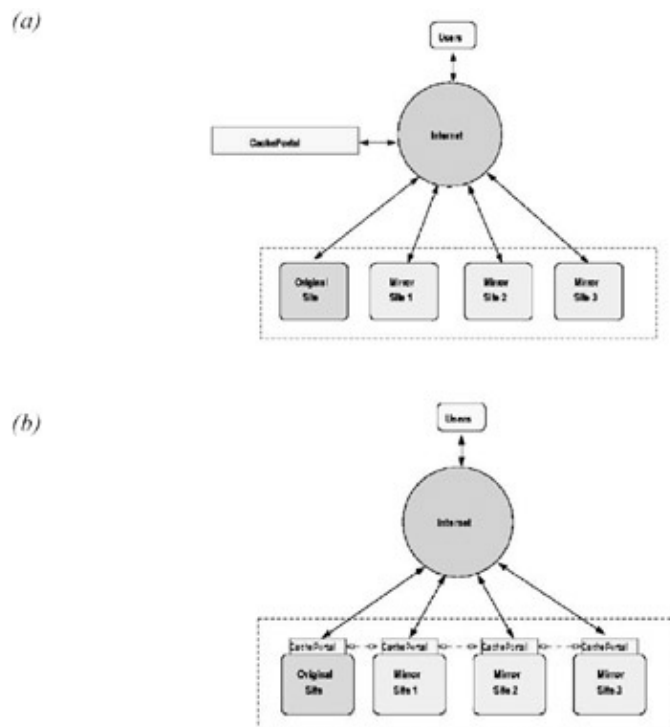 (a)
Users
CachePortal
Internet
Original
Site
Mirror
Site 1
Mirror
Site 2
Mirror
Site 3
(b)
Users
Internet
CachePortal
CachePortal
CachePortal
CachePortal
Original
Site
Mirror
Site 1
Mirror
Site 2
Mirror
Site 3